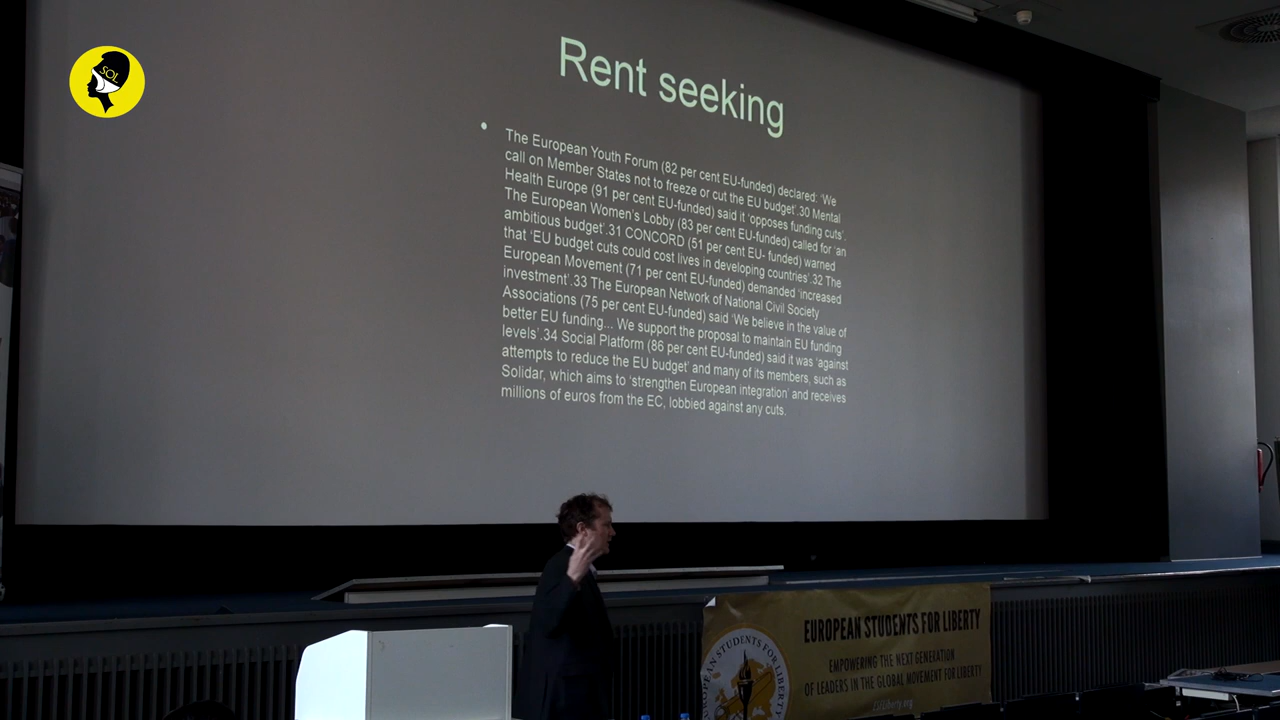 SOL
Rent seeking
• The European Youth Forum (82 per cent EU-funded) declared: ‘We
call on Member States not to freeze or cut the EU budget’.30 Mental
Health Europe (91 per cent EU-funded) said it ‘opposes funding cuts’.
The European Women’s Lobby (83 per cent EU-funded) called for ‘an
ambitious budget’.31 CONCORD (51 per cent EU- funded) warned
that ‘EU budget cuts could cost lives in developing countries’.32 The
European Movement (71 per cent EU-funded) demanded ‘increased
investment’.33 The European Network of National Civil Society
Associations (75 per cent EU-funded) said ‘We believe in the value of
better EU funding... We support the proposal to maintain EU funding
levels’.34 Social Platform (86 per cent EU-funded) said it was ‘against
attempts to reduce the EU budget’ and many of its members, such as
Solidar, which aims to ‘strengthen European integration’ and receives
millions of euros from the EC, lobbied against any cuts.
EUROPEAN STUDENTS FOR LIBERTY
EMPOWERING THE NEXT GENERATION
OF LEADERS IN THE GLOBAL MOVEMENT FOR LIBERTY
EUROPEAN STUDENTS FOR LIBERTY